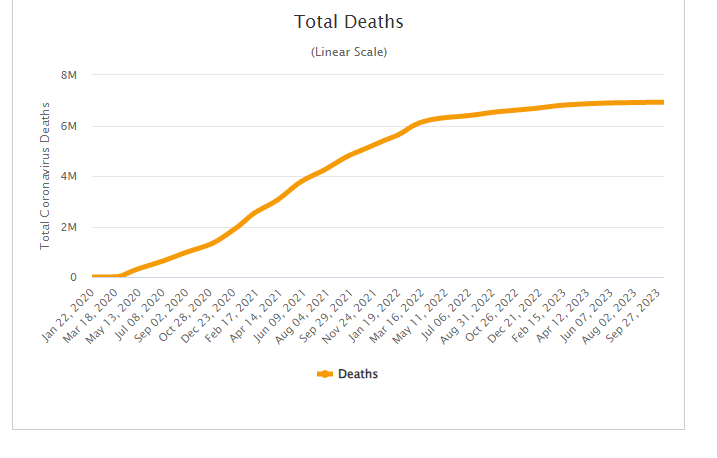 Total Deaths
(Linear Scale)
Total Coronavirus Deaths
8M
6M
4M
2M
0
Jan 22, 2020
Mar 18, 2020
May 13, 2020
Jul 08, 2020
Sep 02, 2020
Oct 28, 2020
Dec 23, 2020
Feb 17, 2021
Apr 14, 2021
Jun 09, 2021
Aug 04, 2021
Sep 29, 2021
Nov 24, 2021
Jan 19, 2022
Mar 16, 2022
May 11, 2022
Jul 06, 2022
Aug 31, 2022
Oct 26, 2022
Dec 21, 2022
Feb 15, 2023
Apr 12, 2023
Jun 07, 2023
Aug 02, 2023
Sep 27, 2023
Deaths